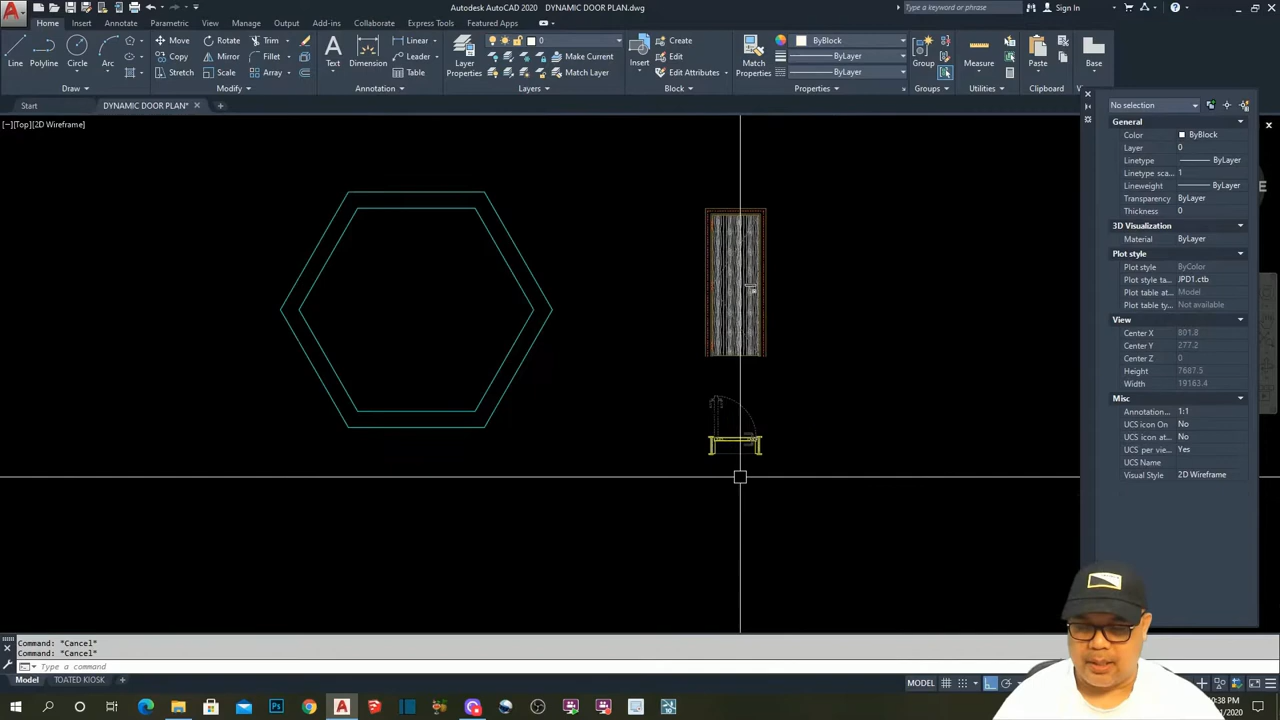 Autodesk AutoCAD 2020 DYNAMIC DOOR PLAN.dwg
Type a keyword or phrase
Sign In
Home Insert Annotate Parametric View Manage Output Add-ins Collaborate Express Tools Featured Apps
Line Polyline Circle Arc
Move Rotate Trim
Copy Mirror Fillet
Stretch Scale Array
Text Dimension
Linear
Leader
Table
Layer Properties
0
Make Current
Match Layer
Insert
Create
Edit
Edit Attributes
Match Properties
ByBlock
ByLayer
ByLayer
Group
Measure
Paste
Base
Draw Modify Annotation Layers Block Properties Groups Utilities Clipboard
Start DYNAMIC DOOR PLAN*
[−][Top][2D Wireframe]
No selection
General
Color ByBlock
Layer 0
Linetype ByLayer
Linetype sca... 1
Lineweight ByLayer
Transparency ByLayer
Thickness 0
3D Visualization
Material ByLayer
Plot style
Plot style ByColor
Plot style ta... JPD1.ctb
Plot table at... Model
Plot table ty... Not available
View
Center X 801.8
Center Y 277.2
Center Z 0
Height 7687.5
Width 19163.4
Misc
Annotation... 1:1
UCS icon On No
UCS icon at... No
UCS per vie... Yes
UCS Name
Visual Style 2D Wireframe
Command: *Cancel*
Command: *Cancel*
Type a command
Model TOATED KIOSK
MODEL